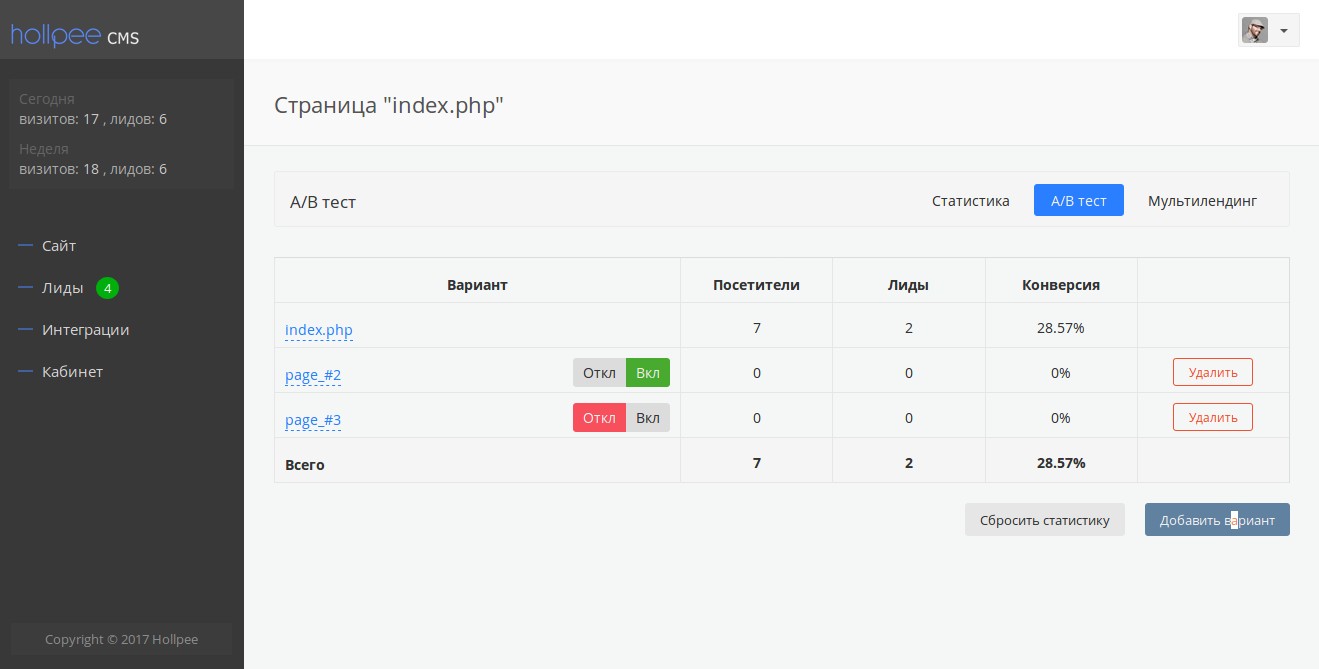 hollpee CMS
Сегодня
визитов: 17 , лидов: 6
Неделя
визитов: 18 , лидов: 6
Сайт
Лиды 4
Интеграции
Кабинет
Copyright © 2017 Hollpee
Страница "index.php"
A/B тест
Статистика A/B тест Мультилендинг
Вариант Посетители Лиды Конверсия
index.php 7 2 28.57%
page_#2 Откл Вкл 0 0 0% Удалить
page_#3 Откл Вкл 0 0 0% Удалить
Всего 7 2 28.57%
Сбросить статистику Добавить вариант